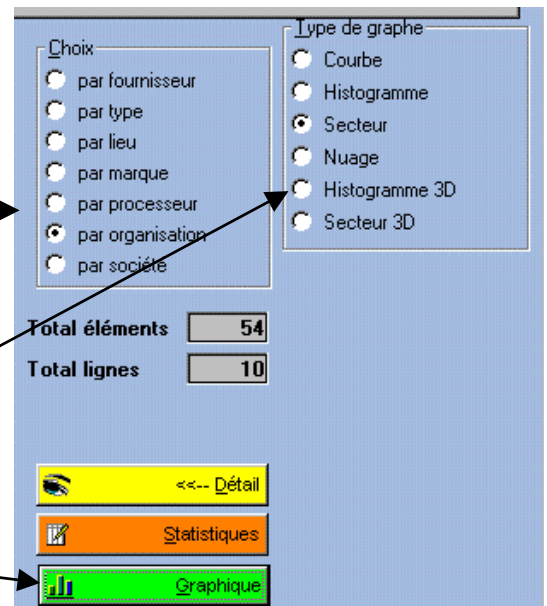 Choix
par fournisseur
par type
par lieu
par marque
par processeur
par organisation
par société
Type de graphe
Courbe
Histogramme
Secteur
Nuage
Histogramme 3D
Secteur 3D
Total éléments 54
Total lignes 10
<<-- Détail
Statistiques
Graphique